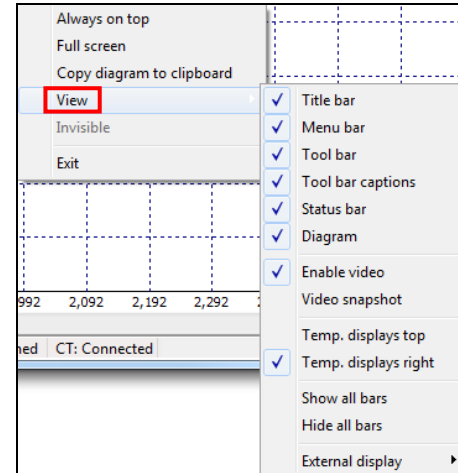 Always on top
Full screen
Copy diagram to clipboard
View
Invisible
Exit
Title bar
Menu bar
Tool bar
Tool bar captions
Status bar
Diagram
Enable video
Video snapshot
Temp. displays top
Temp. displays right
Show all bars
Hide all bars
External display
992 2,092 2,192 2,292
ned CT: Connected